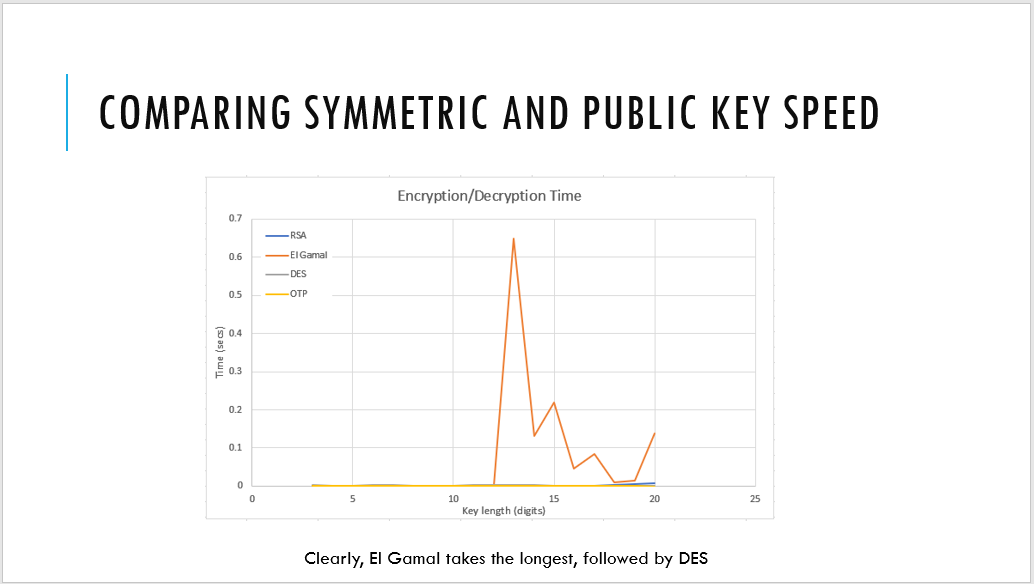 COMPARING SYMMETRIC AND PUBLIC KEY SPEED
Encryption/Decryption Time
0.7
0.6
0.5
0.4
0.3
0.2
0.1
0
Time (secs)
RSA
El Gamal
DES
OTP
0 5 10 15 20 25
Key length (digits)
Clearly, El Gamal takes the longest, followed by DES